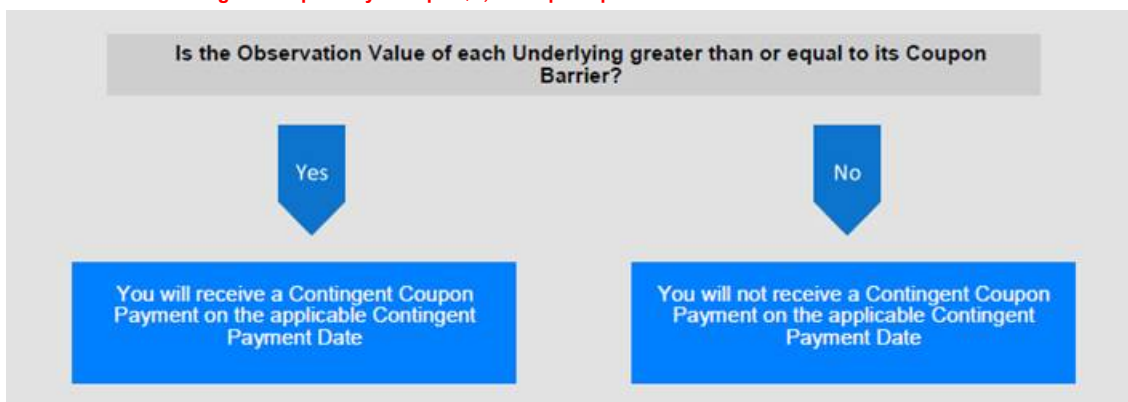 Is the Observation Value of each Underlying greater than or equal to its Coupon
Barrier?
Yes
No
You will receive a Contingent Coupon
Payment on the applicable Contingent
Payment Date
You will not receive a Contingent Coupon
Payment on the applicable Contingent
Payment Date